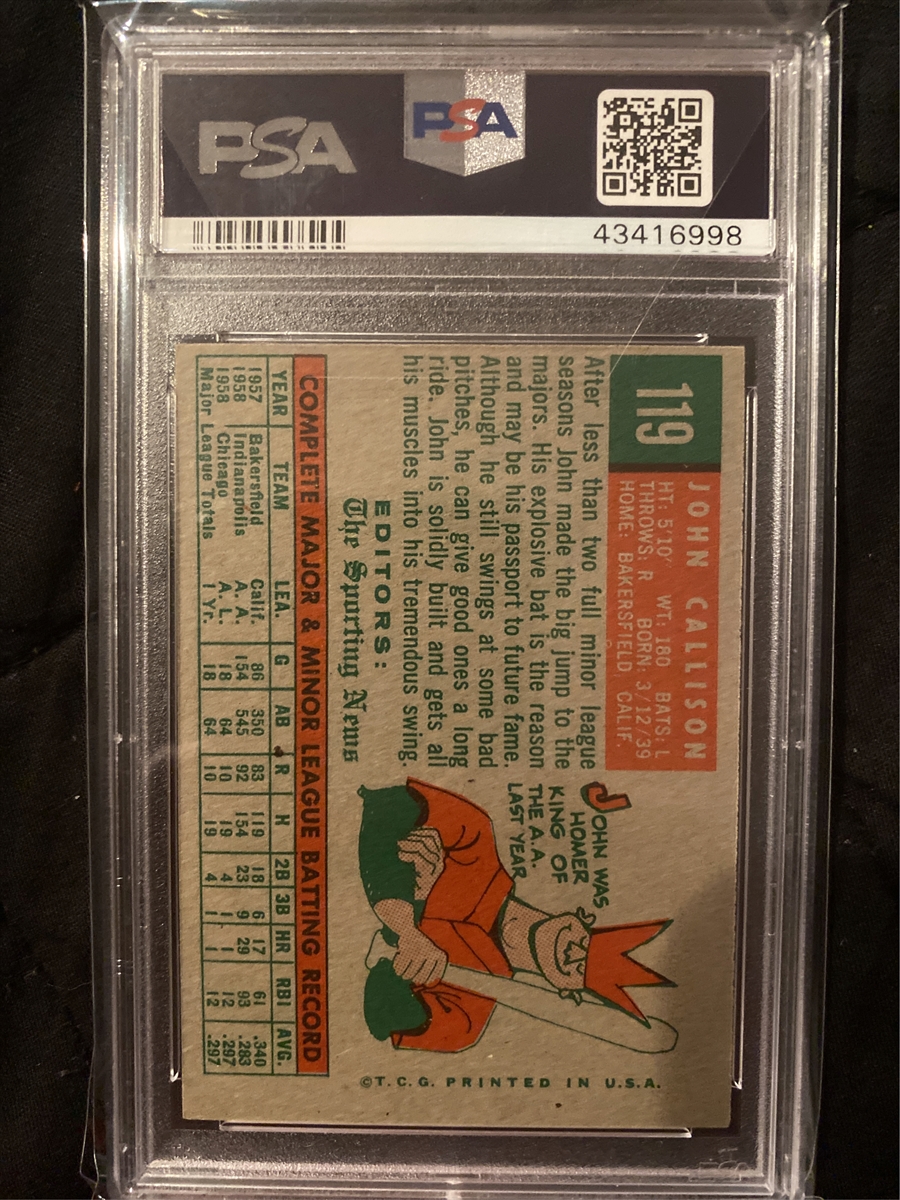 PSA
PSA
43416998
119
JOHN CALLISON
HT: 5'10" WT: 180 BATS: L
THROWS: R BORN: 3/12/39
HOME: BAKERSFIELD, CALIF.
After less than two full minor league
seasons John made the big jump to the
majors. His explosive bat is the reason
and may be his passport to future fame.
Although he still swings at some bad
pitches, he can give good ones a long
ride. John is solidly built and gets all
his muscles into his tremendous swing.
EDITORS:
The Sporting News
JOHN WAS
HOMER
KING OF
THE A.A.
LAST YEAR
COMPLETE MAJOR & MINOR LEAGUE BATTING RECORD
YEAR TEAM LEA. G AB R H 2B 3B HR RBI AVG.
1957 Bakersfield Calif. 86 350 83 119 18 6 17 61 .340
1958 Indianapolis A. A. 154 545 92 154 23 9 29 93 .283
1958 Chicago A. L. 18 64 10 19 4 1 1 12 .297
Major League Totals 1 Yr. 18 64 10 19 4 1 1 12 .297
©T.C.G. PRINTED IN U.S.A.